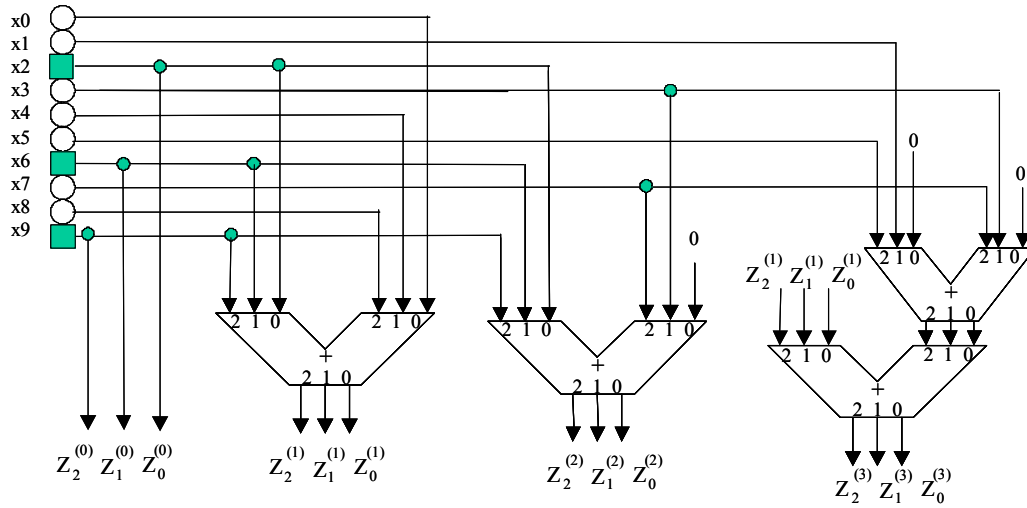 x0
x1
x2
x3
x4
x5
x6
x7
x8
x9
0
0
0
2 1 0
2 1 0
+
2 1 0
Z₂⁽¹⁾ Z₁⁽¹⁾ Z₀⁽¹⁾
2 1 0
2 1 0
+
2 1 0
2 1 0
2 1 0
+
2 1 0
2 1 0
2 1 0
+
2 1 0
Z₂⁽⁰⁾ Z₁⁽⁰⁾ Z₀⁽⁰⁾
Z₂⁽¹⁾ Z₁⁽¹⁾ Z₀⁽¹⁾
Z₂⁽²⁾ Z₁⁽²⁾ Z₀⁽²⁾
Z₂⁽³⁾ Z₁⁽³⁾ Z₀⁽³⁾